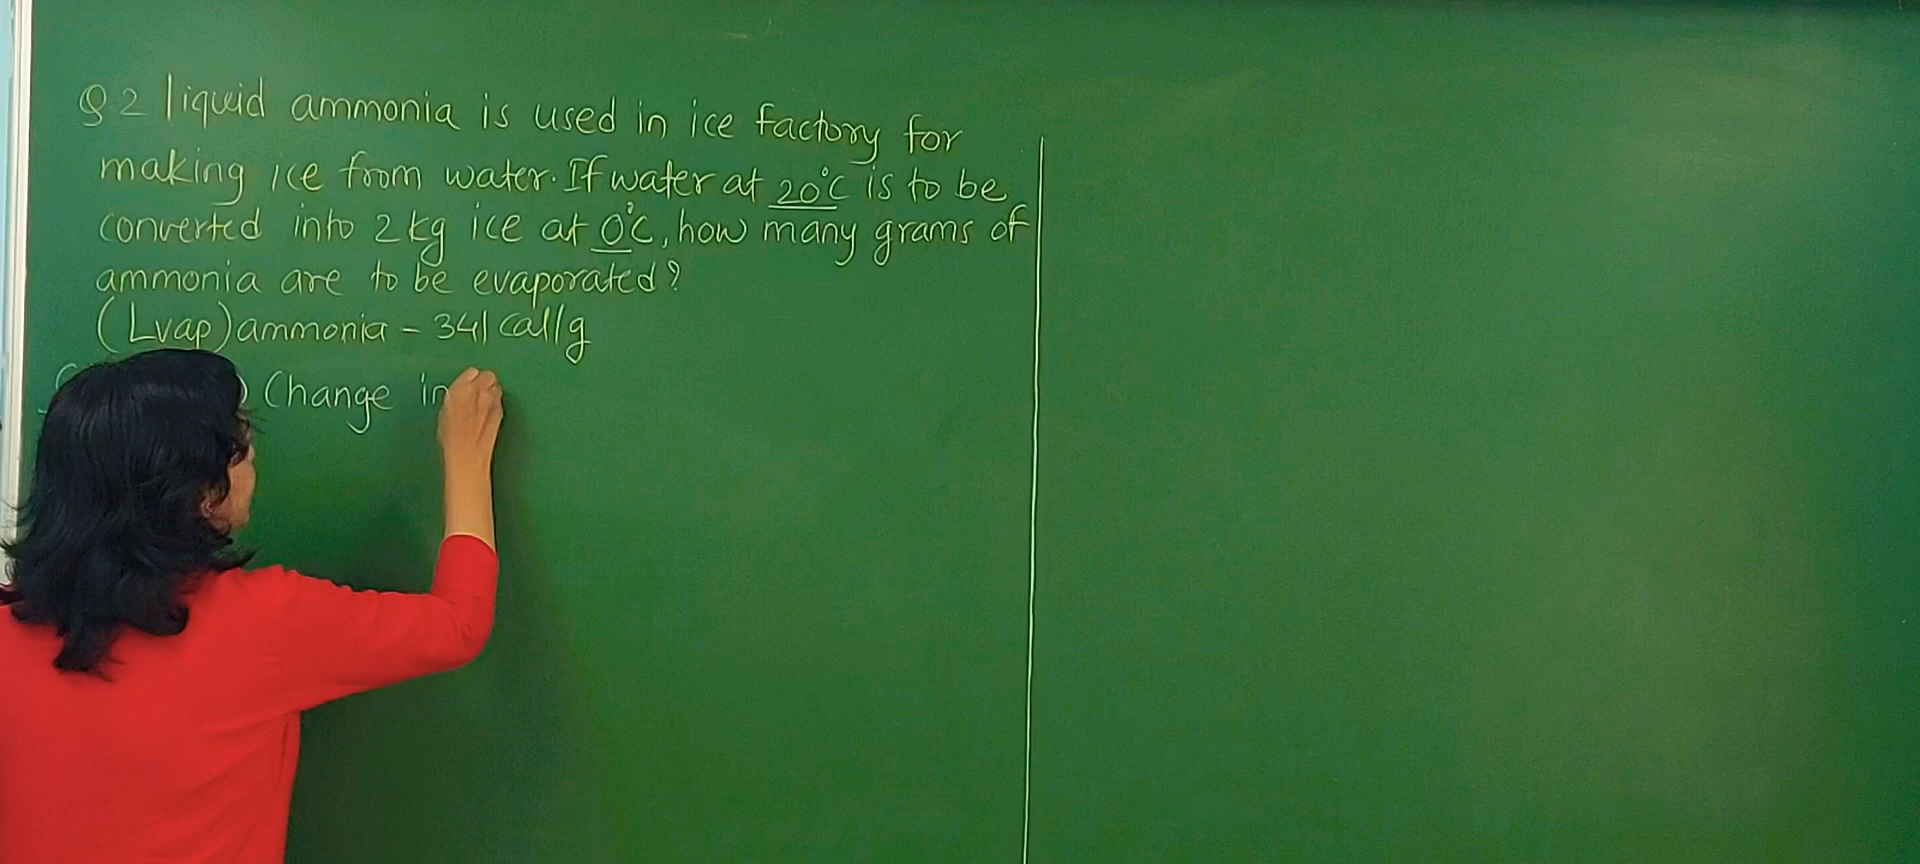 Q.2 liquid ammonia is used in ice factory for
making ice from water. If water at 20°C is to be
converted into 2 kg ice at 0°C, how many grams of
ammonia are to be evaporated?
(Lvap) ammonia - 341 cal/g
) Change in